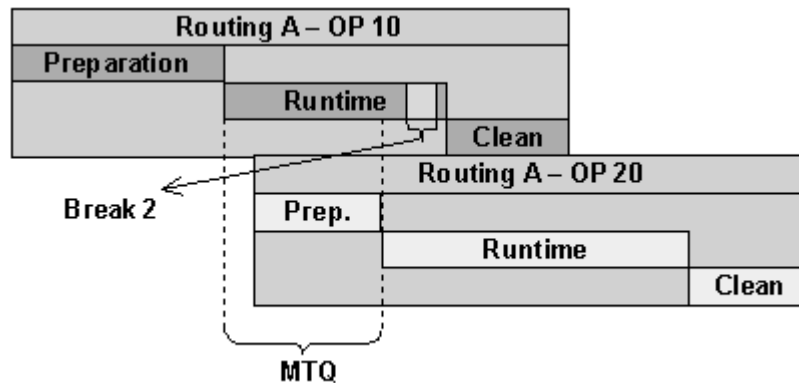 Routing A – OP 10
Preparation
Runtime
Clean
Routing A – OP 20
Break 2
Prep.
Runtime
Clean
MTQ